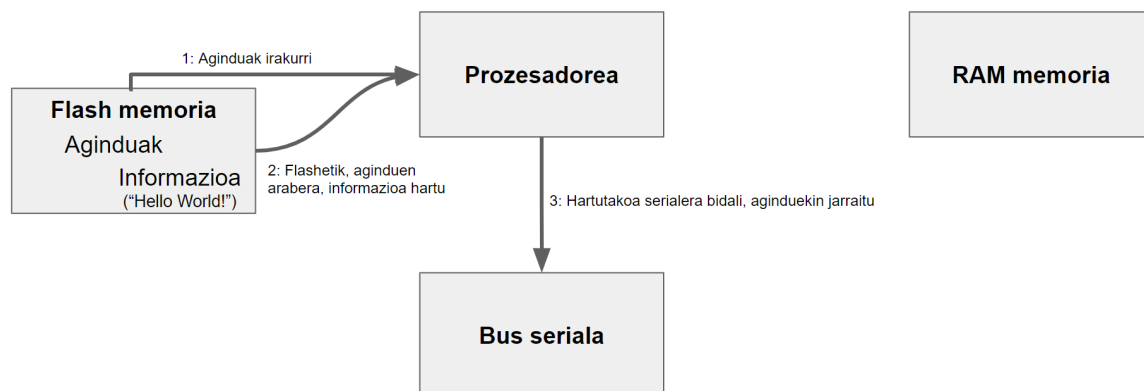 1: Aginduak irakurri
Prozesadorea
RAM memoria
Flash memoria
Aginduak
Informazioa
(“Hello World!”)
2: Flashetik, aginduen
arabera, informazioa hartu
3: Hartutakoa serialera bidali, aginduekin jarraitu
Bus seriala